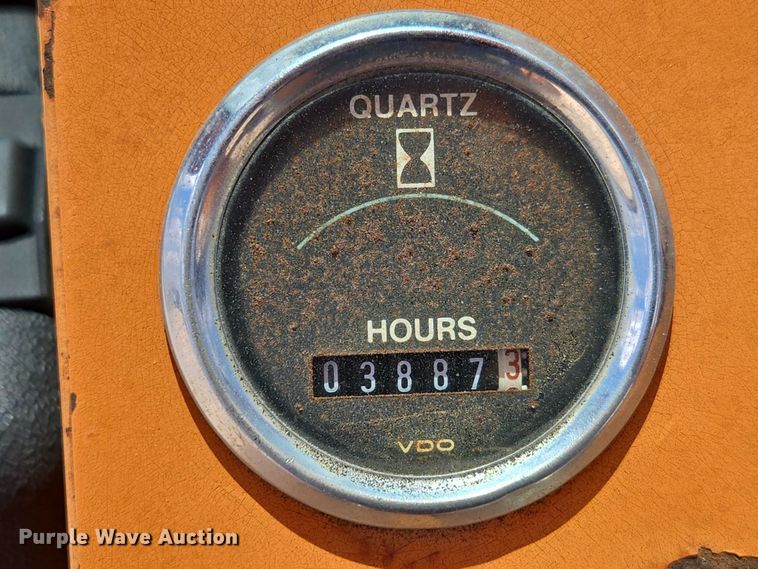 QUARTZ
HOURS
038873
VDO
Purple Wave Auction